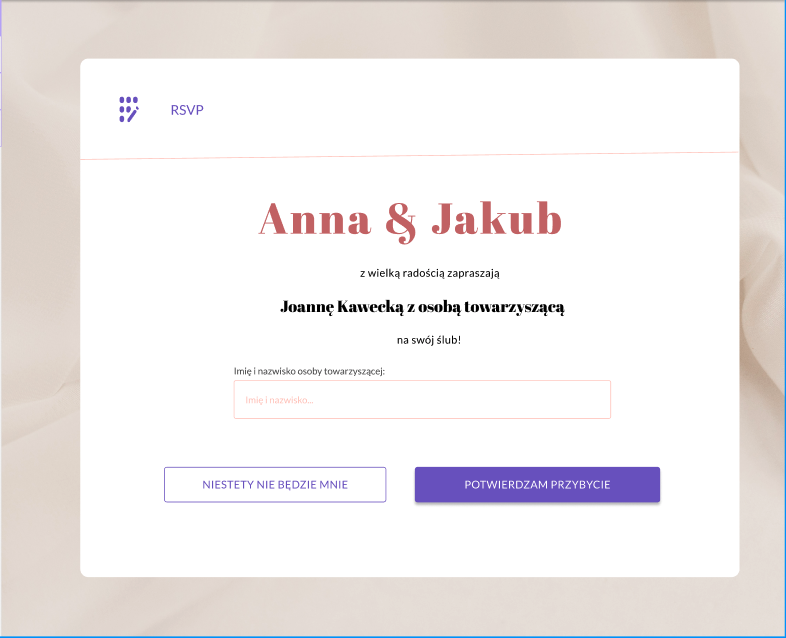 RSVP
Anna & Jakub
z wielką radością zapraszają
Joannę Kawecką z osobą towarzyszącą
na swój ślub!
Imię i nazwisko osoby towarzyszącej:
Imię i nazwisko...
NIESTETY NIE BĘDZIE MNIE
POTWIERDZAM PRZYBYCIE